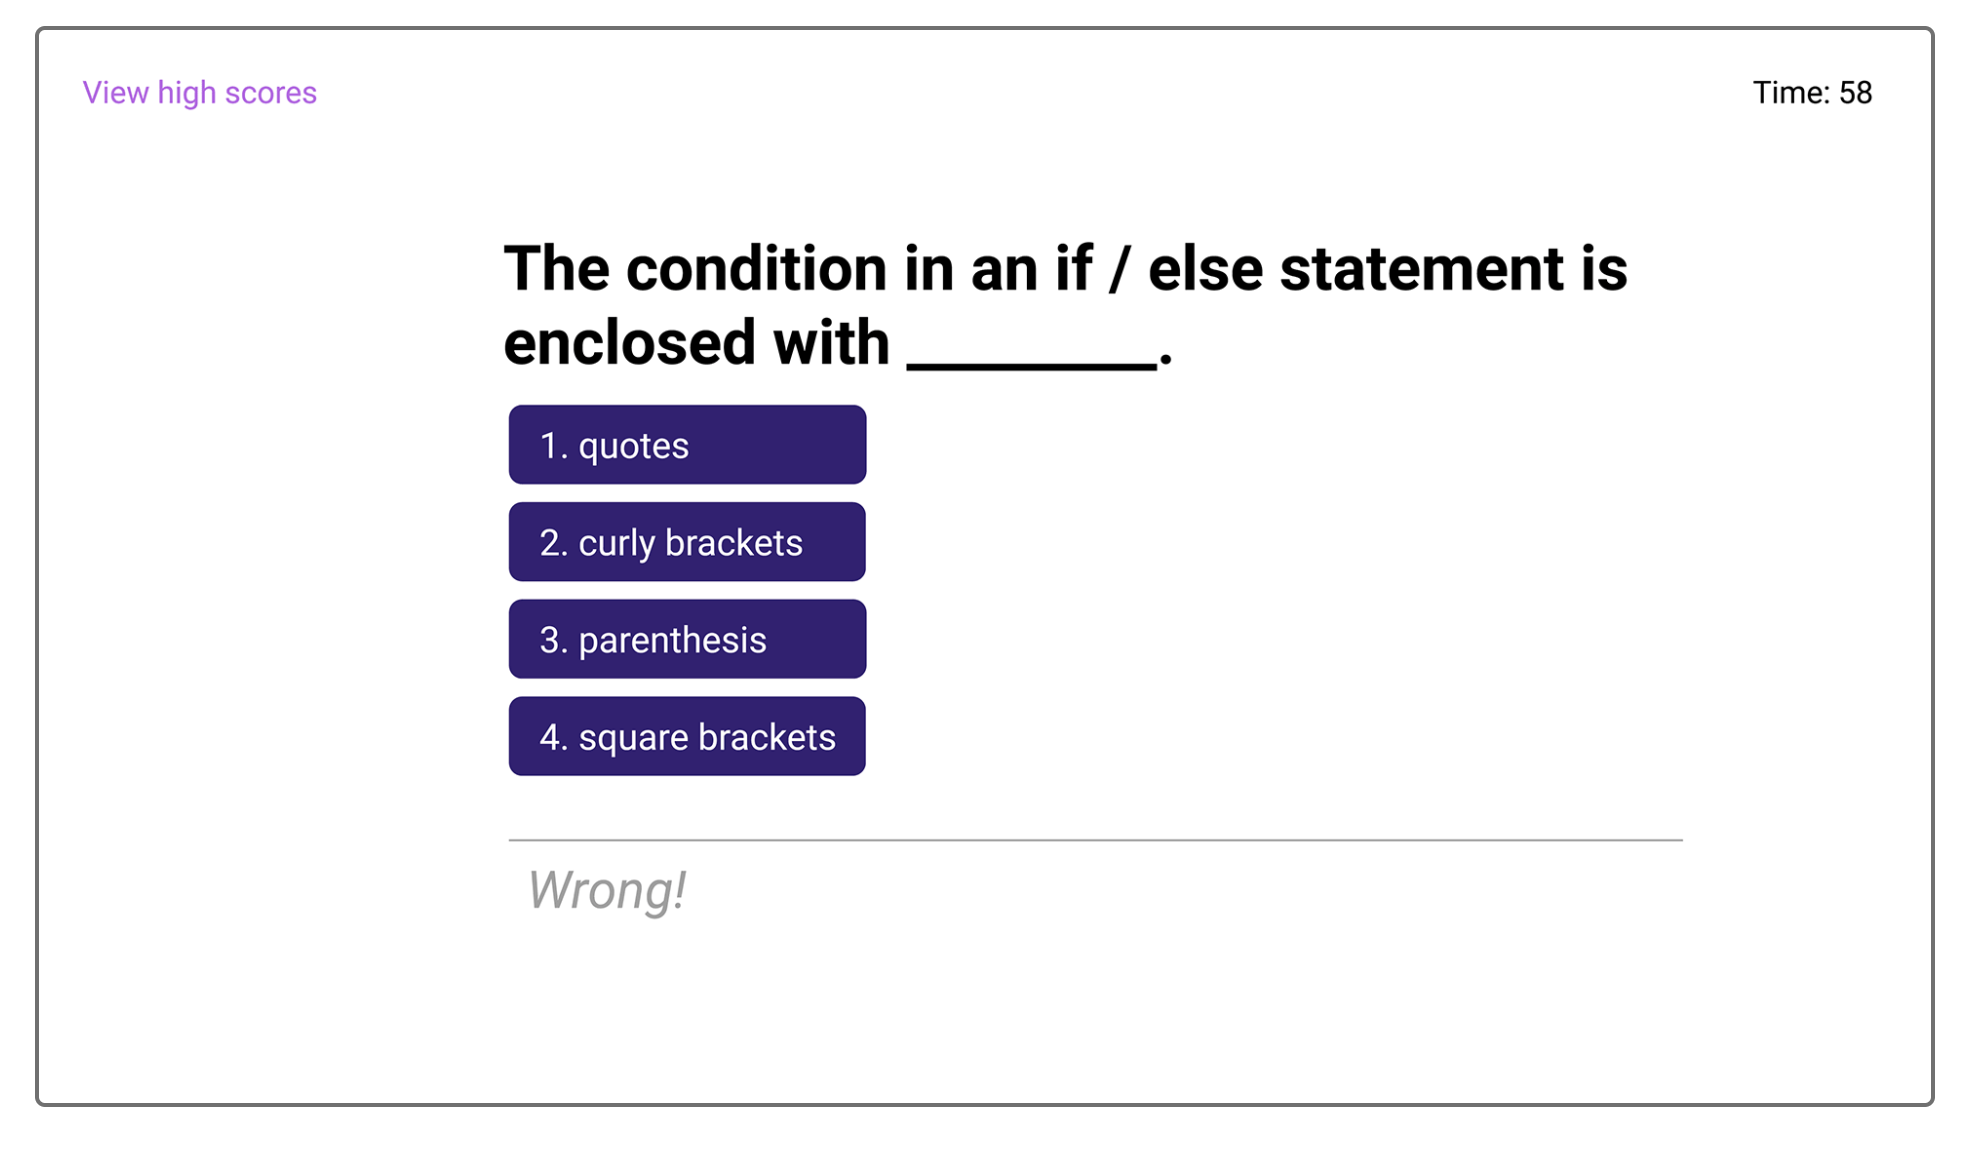 View high scores
Time: 58
The condition in an if / else statement is
enclosed with ________.
1. quotes
2. curly brackets
3. parenthesis
4. square brackets
Wrong!